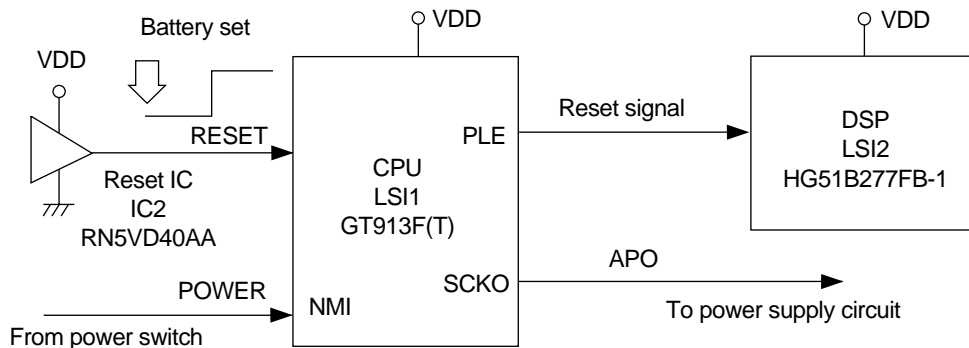 Battery set
VDD
VDD
VDD
RESET
Reset IC
IC2
RN5VD40AA
POWER
From power switch
NMI
CPU
LSI1
GT913F(T)
PLE
SCKO
Reset signal
APO
To power supply circuit
DSP
LSI2
HG51B277FB-1